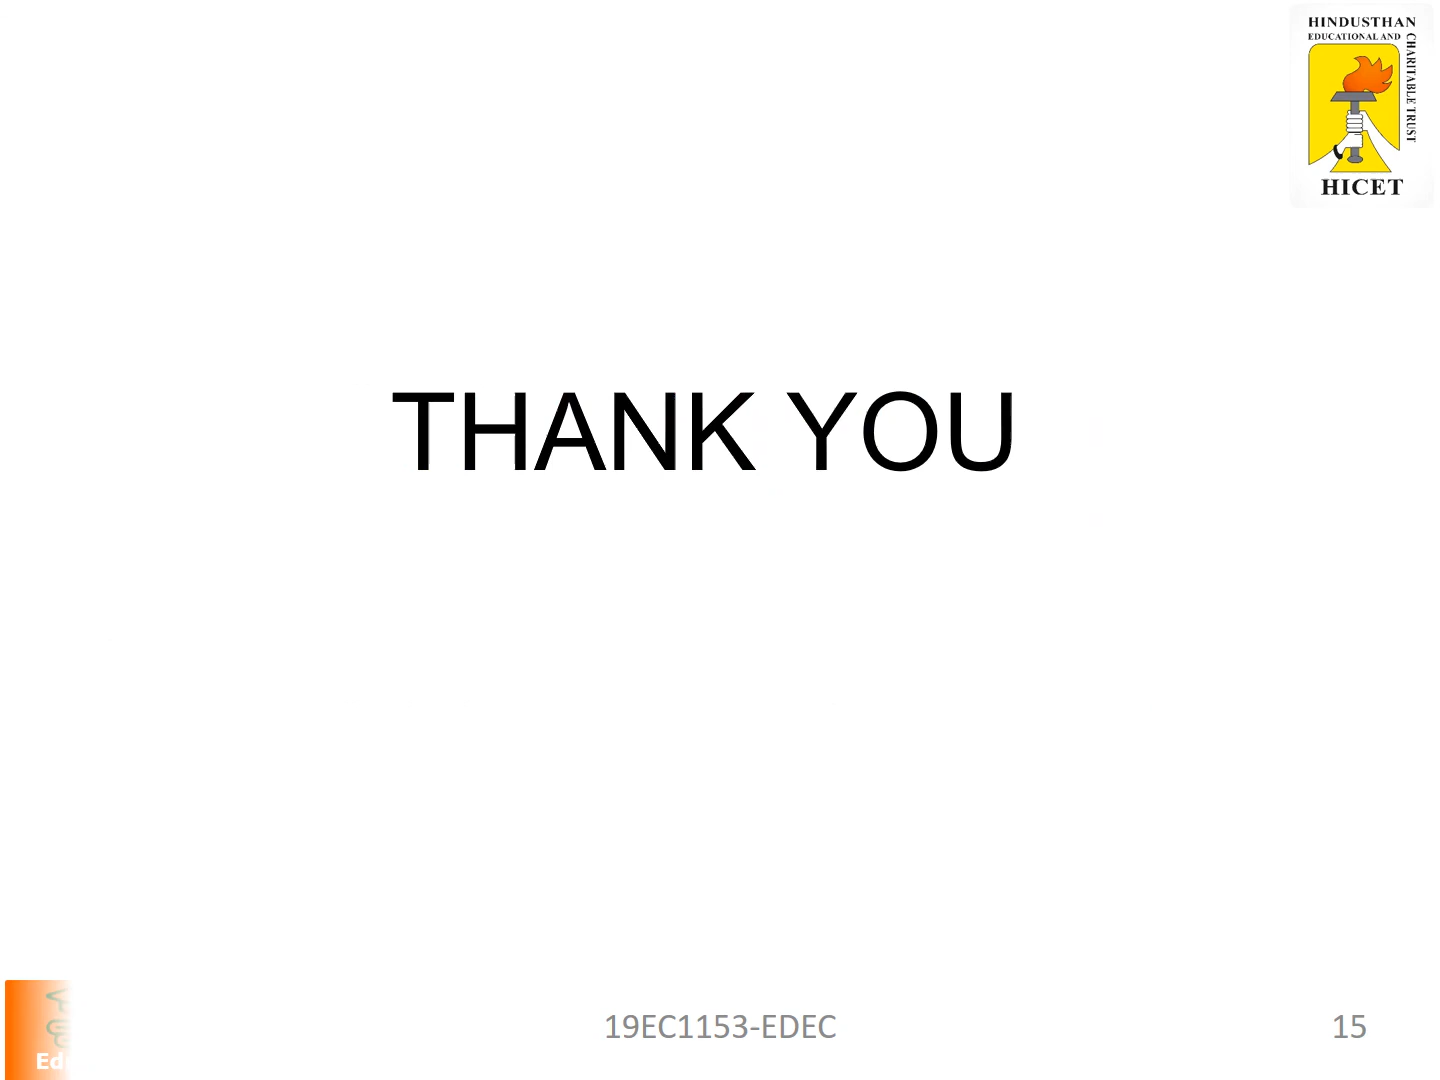 HINDUSTHAN
EDUCATIONAL AND
CHARITABLE TRUST
HICET
THANK YOU
19EC1153-EDEC
15